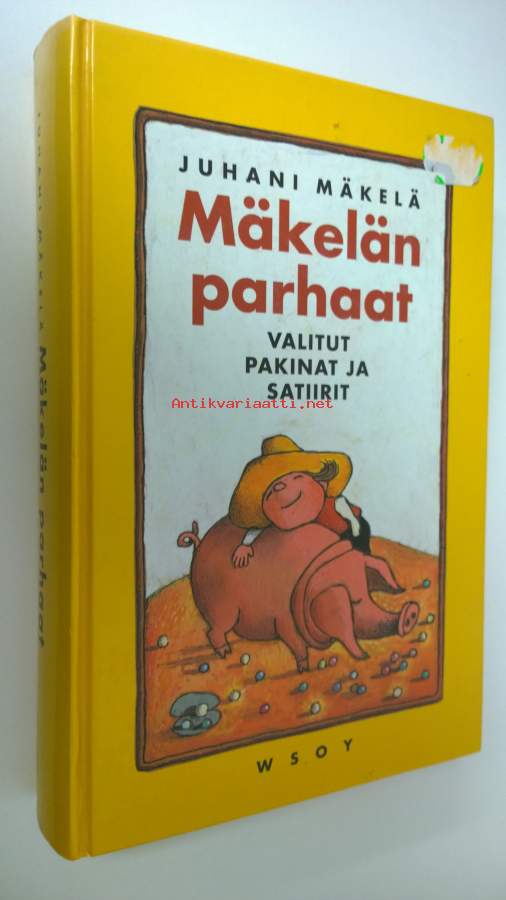 JUHANI MÄKELÄ
Mäkelän
parhaat
VALITUT
PAKINAT JA
SATIIRIT
Antikvariaatti.net
WSOY
JUHANI MÄKELÄ Mäkelän parhaat